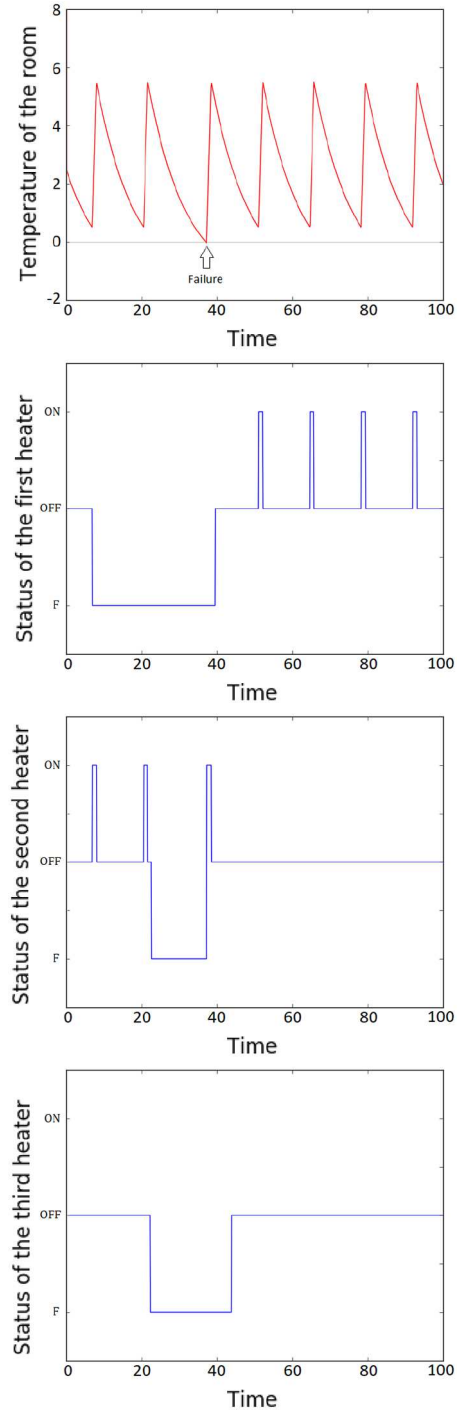 Temperature of the room
8
6
4
2
0
-2
Failure
0 20 40 60 80 100
Time
Status of the first heater
ON
OFF
F
0 20 40 60 80 100
Time
Status of the second heater
ON
OFF
F
0 20 40 60 80 100
Time
Status of the third heater
ON
OFF
F
0 20 40 60 80 100
Time